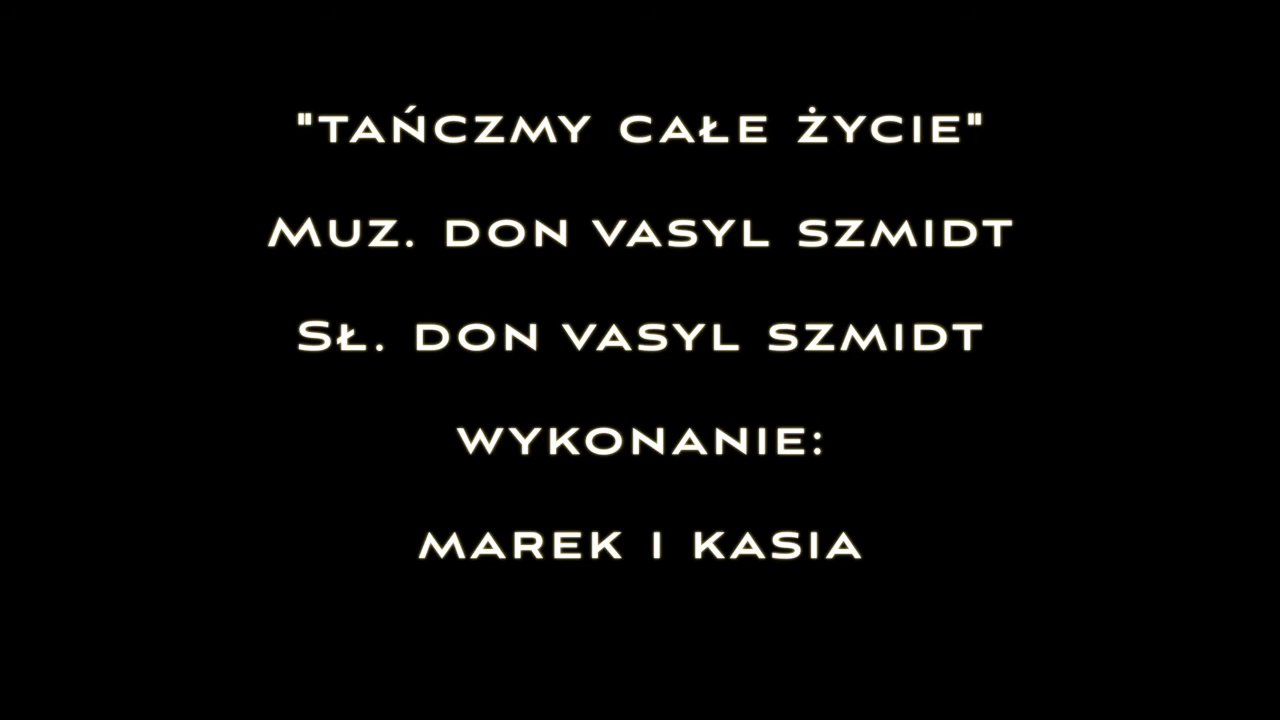 "TAŃCZMY CAŁE ŻYCIE"
MUZ. DON VASYL SZMIDT
SŁ. DON VASYL SZMIDT
WYKONANIE:
MAREK I KASIA